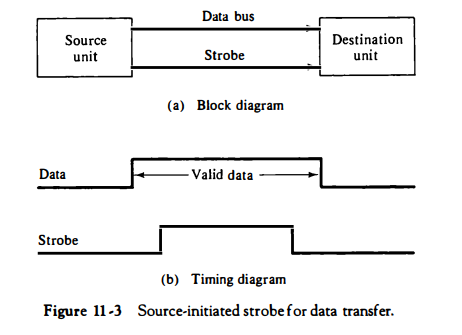 Data bus
Source
unit
Destination
unit
Strobe
(a) Block diagram
Data
Valid data
Strobe
(b) Timing diagram
Figure 11-3 Source-initiated strobe for data transfer.